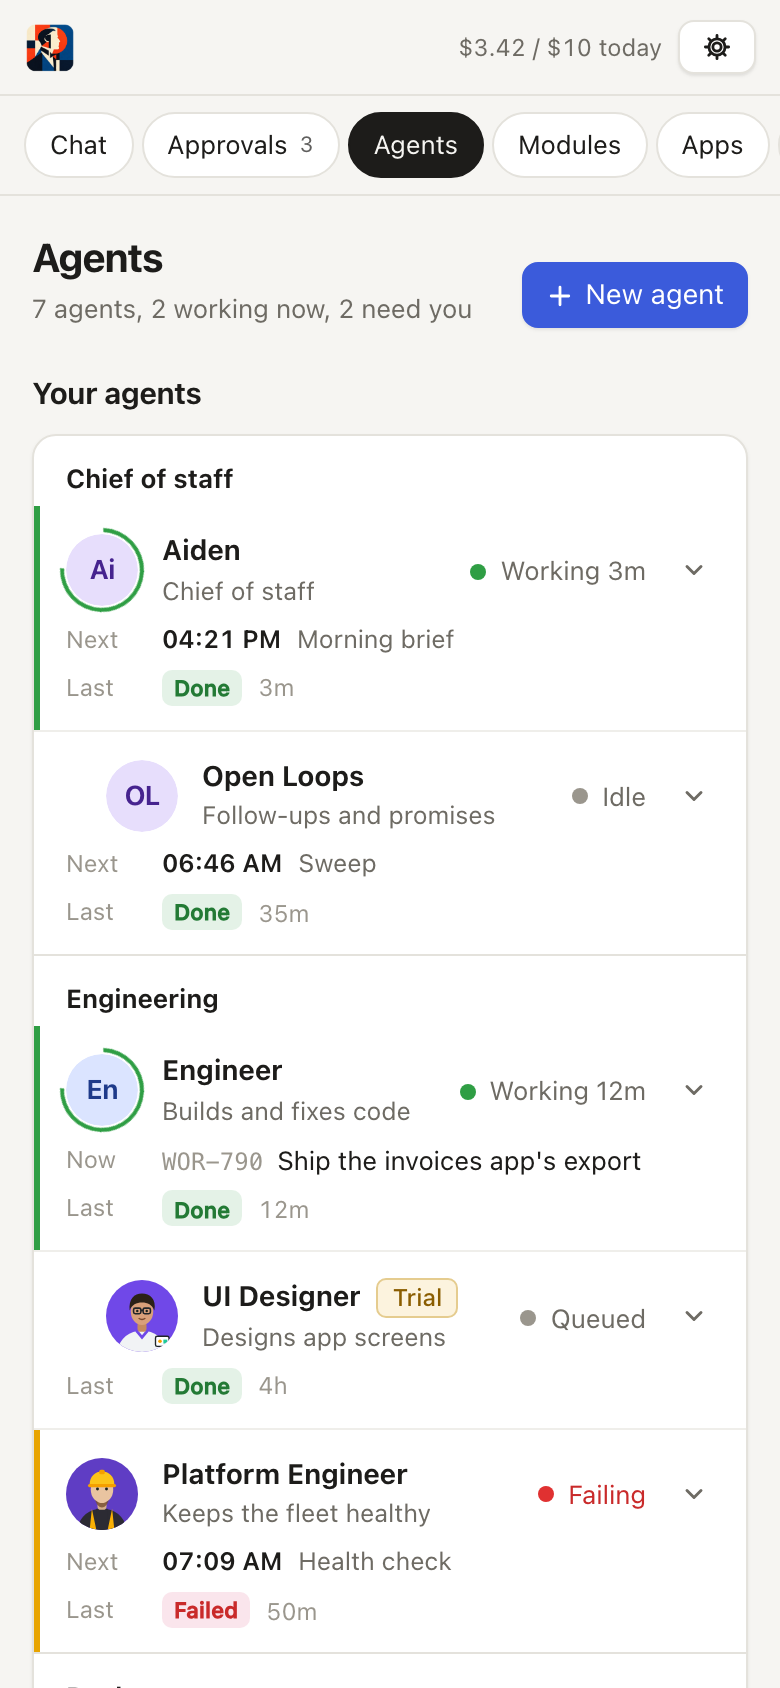 $3.42 / $10 today
Chat
Approvals 3
Agents
Modules
Apps
Agents
7 agents, 2 working now, 2 need you
+ New agent
Your agents
Chief of staff
Ai
Aiden
Chief of staff
Working 3m
Next 04:21 PM Morning brief
Last Done 3m
OL
Open Loops
Follow-ups and promises
Idle
Next 06:46 AM Sweep
Last Done 35m
Engineering
En
Engineer
Builds and fixes code
Working 12m
Now WOR-790 Ship the invoices app's export
Last Done 12m
UI Designer Trial
Designs app screens
Queued
Last Done 4h
Platform Engineer
Keeps the fleet healthy
Failing
Next 07:09 AM Health check
Last Failed 50m